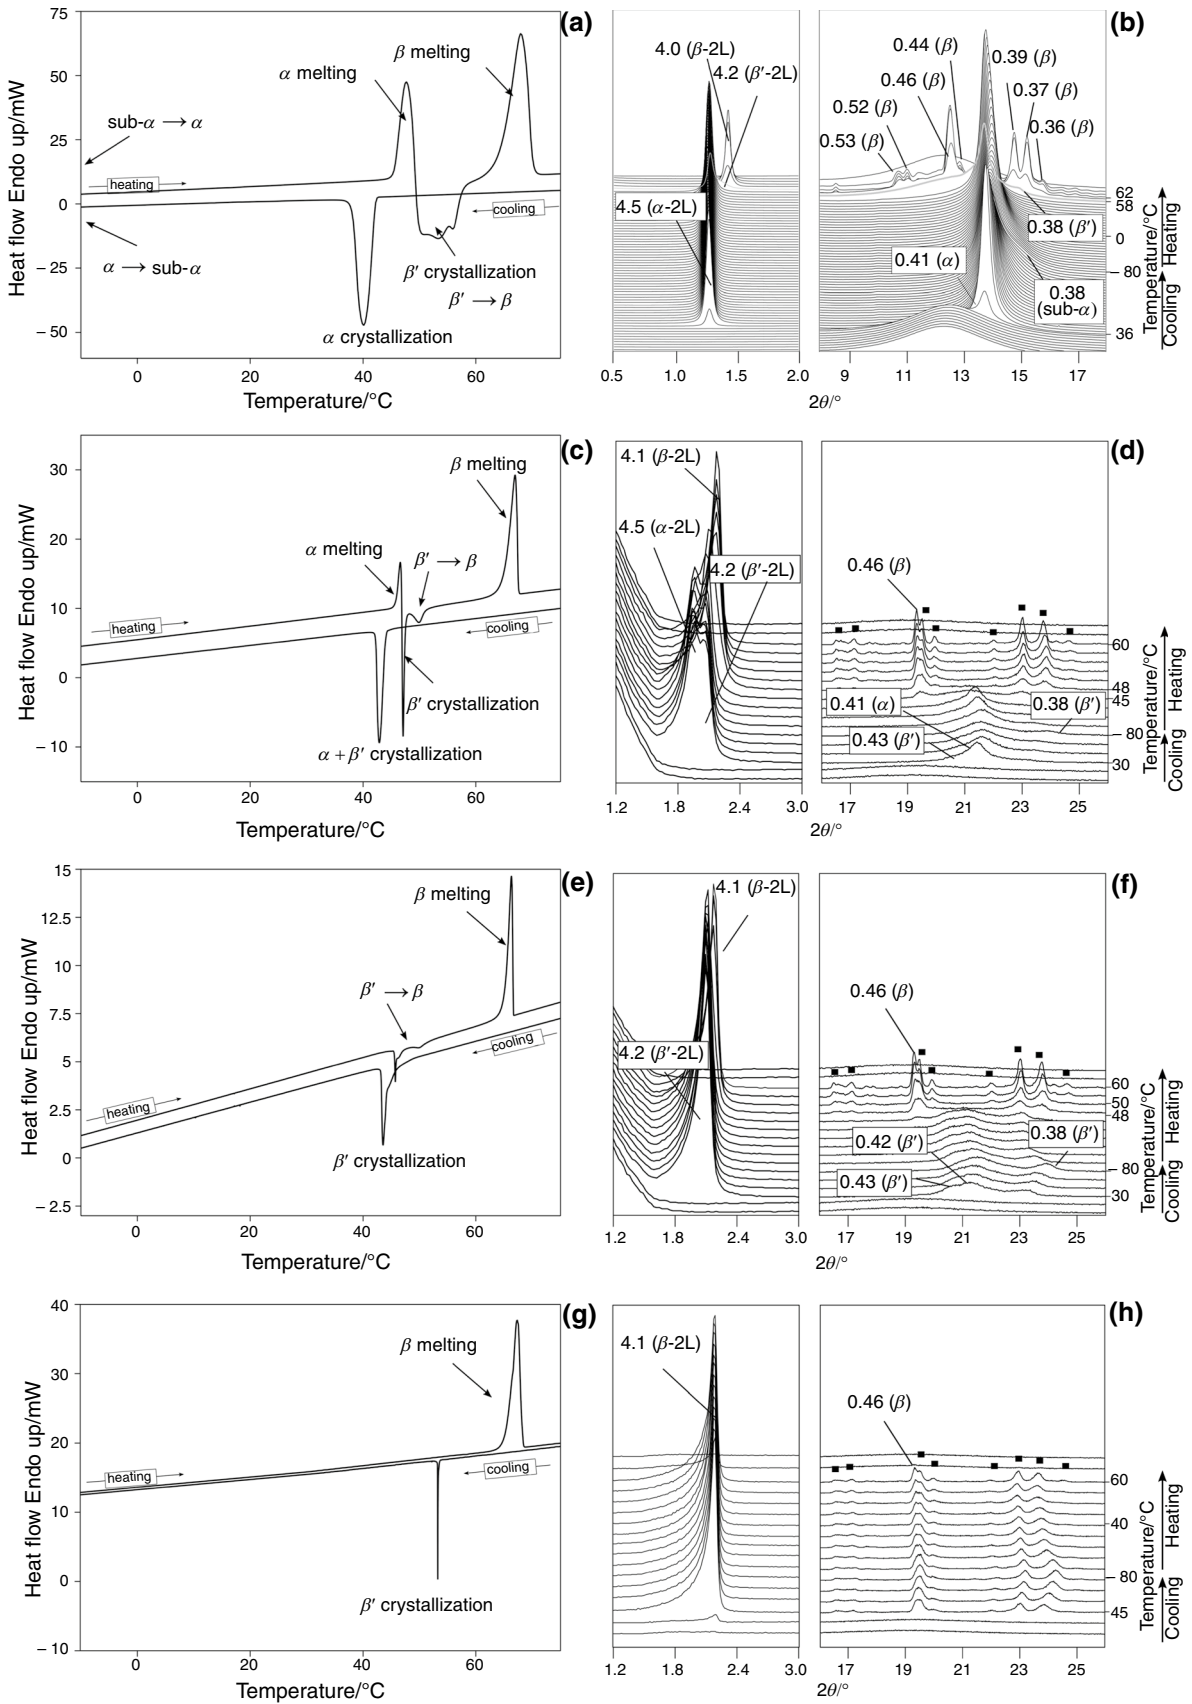 (a)
75
50
25
0
– 25
– 50
Heat flow Endo up/mW
sub-α → α
heating
α → sub-α
α melting
β melting
cooling
β′ crystallization
β′ → β
α crystallization
0
20
40
60
Temperature/°C
(b)
4.0 (β-2L)
4.2 (β′-2L)
4.5 (α-2L)
0.5
1.0
1.5
2.0
0.44 (β)
0.46 (β)
0.52 (β)
0.53 (β)
0.39 (β)
0.37 (β)
0.36 (β)
0.38 (β′)
0.41 (α)
0.38
(sub-α)
62
58
0
– 80
36
Temperature/°C
Cooling
Heating
9
11
13
15
17
2θ/°
(c)
30
20
10
0
– 10
Heat flow Endo up/mW
β melting
α melting
β′ → β
heating
cooling
β′ crystallization
α + β′ crystallization
0
20
40
60
Temperature/°C
(d)
4.1 (β-2L)
4.5 (α-2L)
4.2 (β′-2L)
1.2
1.8
2.4
3.0
0.46 (β)
0.41 (α)
0.38 (β′)
0.43 (β′)
60
48
45
– 80
30
Temperature/°C
Cooling
Heating
17
19
21
23
25
2θ/°
(e)
15
12.5
10
7.5
5
2.5
0
– 2.5
Heat flow Endo up/mW
β melting
β′ → β
cooling
heating
β′ crystallization
0
20
40
60
Temperature/°C
(f)
4.1 (β-2L)
4.2 (β′-2L)
1.2
1.8
2.4
3.0
0.46 (β)
0.42 (β′)
0.38 (β′)
0.43 (β′)
60
50
48
– 80
30
Temperature/°C
Cooling
Heating
17
19
21
23
25
2θ/°
(g)
40
30
20
10
0
– 10
Heat flow Endo up/mW
β melting
heating
cooling
β′ crystallization
0
20
40
60
Temperature/°C
(h)
4.1 (β-2L)
1.2
1.8
2.4
3.0
0.46 (β)
60
40
– 80
45
Temperature/°C
Cooling
Heating
17
19
21
23
25
2θ/°